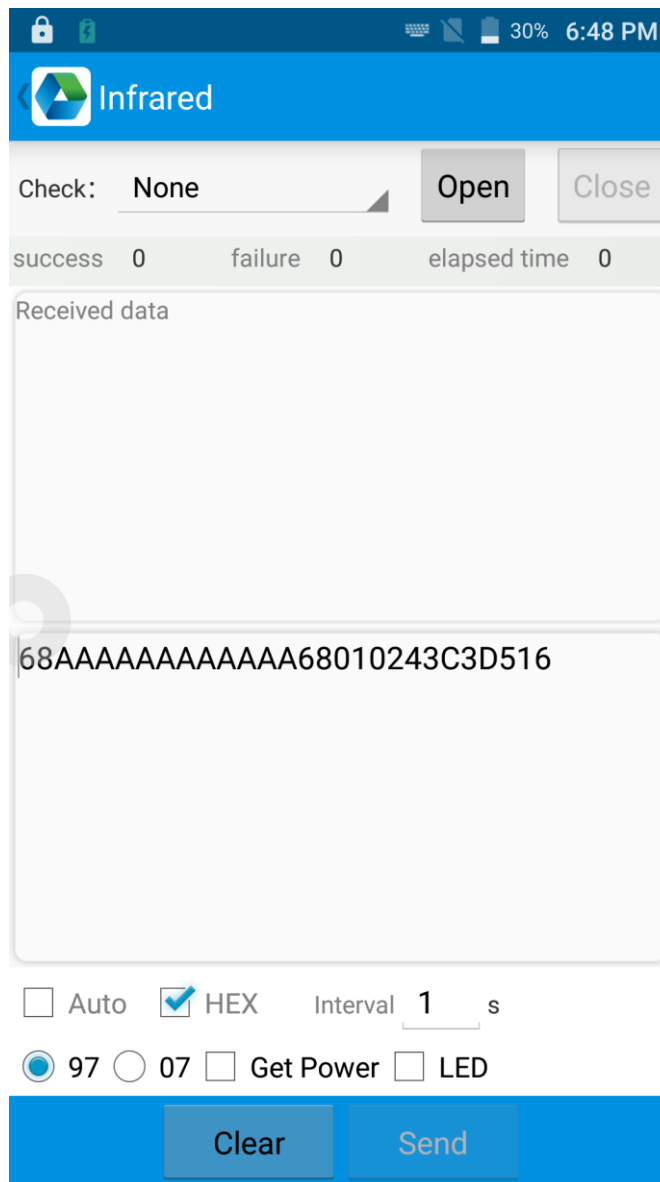 30% 6:48 PM
Infrared
Check: None Open Close
success 0 failure 0 elapsed time 0
Received data
68AAAAAAAAAAAA68010243C3D516
Auto HEX Interval 1 s
97 07 Get Power LED
Clear Send